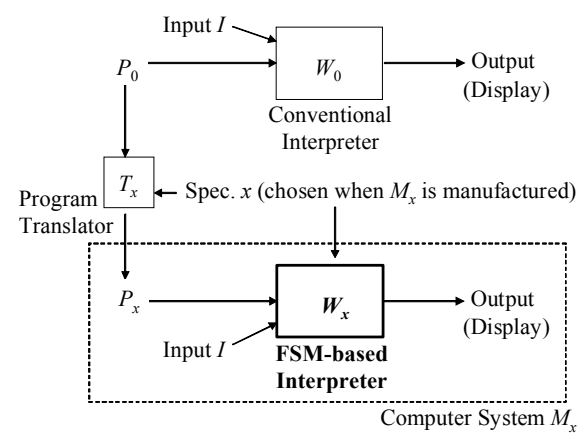 Input I
P₀
W₀
Output
(Display)
Conventional
Interpreter
Tₓ
Program
Translator
Spec. x (chosen when Mₓ is manufactured)
Pₓ
Wₓ
Output
(Display)
Input I
FSM-based
Interpreter
Computer System Mₓ